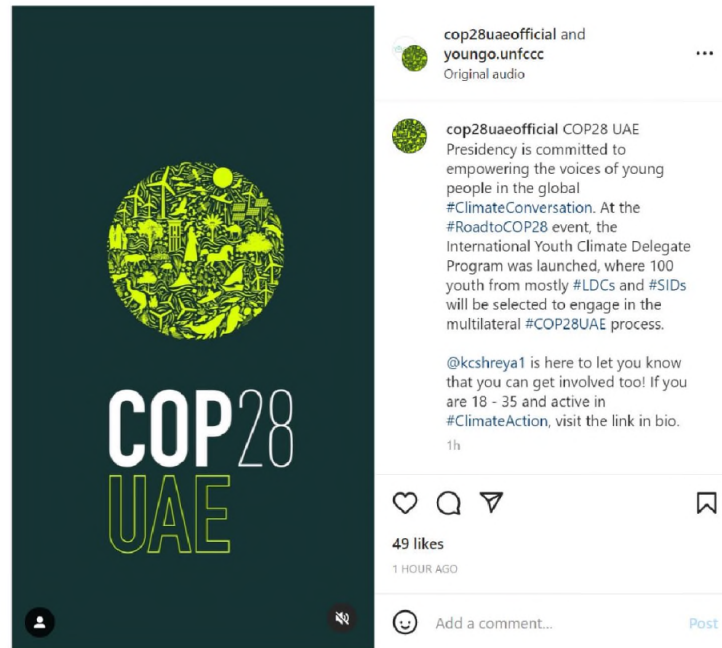 COP28
UAE
cop28uaeofficial and
youngo.unfccc
Original audio
cop28uaeofficial COP28 UAE
Presidency is committed to
empowering the voices of young
people in the global
#ClimateConversation. At the
#RoadtoCOP28 event, the
International Youth Climate Delegate
Program was launched, where 100
youth from mostly #LDCs and #SIDs
will be selected to engage in the
multilateral #COP28UAE process.
@kcshreya1 is here to let you know
that you can get involved too! If you
are 18 - 35 and active in
#ClimateAction, visit the link in bio.
1h
49 likes
1 HOUR AGO
Add a comment...
Post